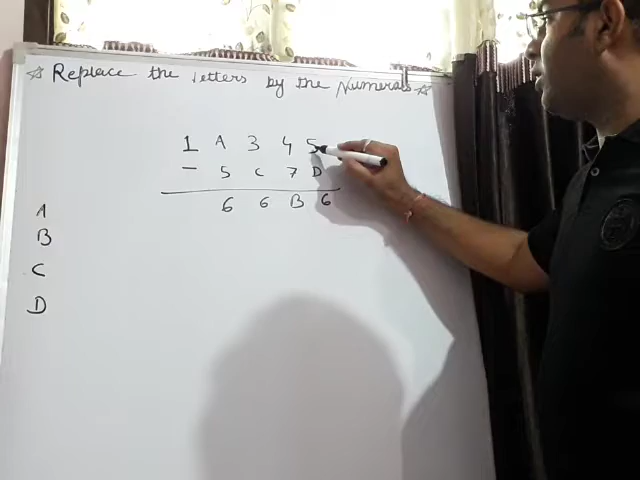 ☆ Replace the letters by the Numerals ☆
1 A 3 4 5
− 5 C 7 D
6 6 B 6
A
B
C
D